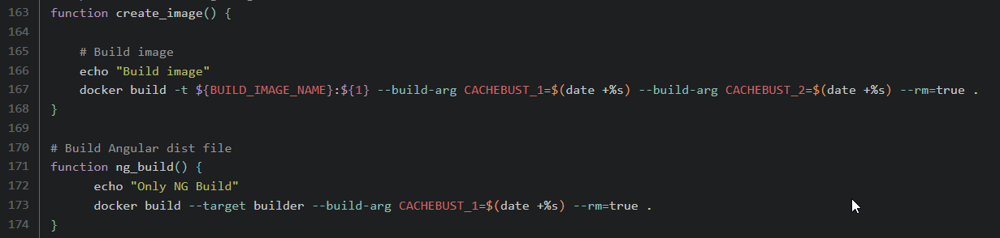 163 function create_image() {
164
165     # Build image
166     echo "Build image"
167     docker build -t ${BUILD_IMAGE_NAME}:${1} --build-arg CACHEBUST_1=$(date +%s) --build-arg CACHEBUST_2=$(date +%s) --rm=true .
168 }
169
170 # Build Angular dist file
171 function ng_build() {
172       echo "Only NG Build"
173       docker build --target builder --build-arg CACHEBUST_1=$(date +%s) --rm=true .
174 }